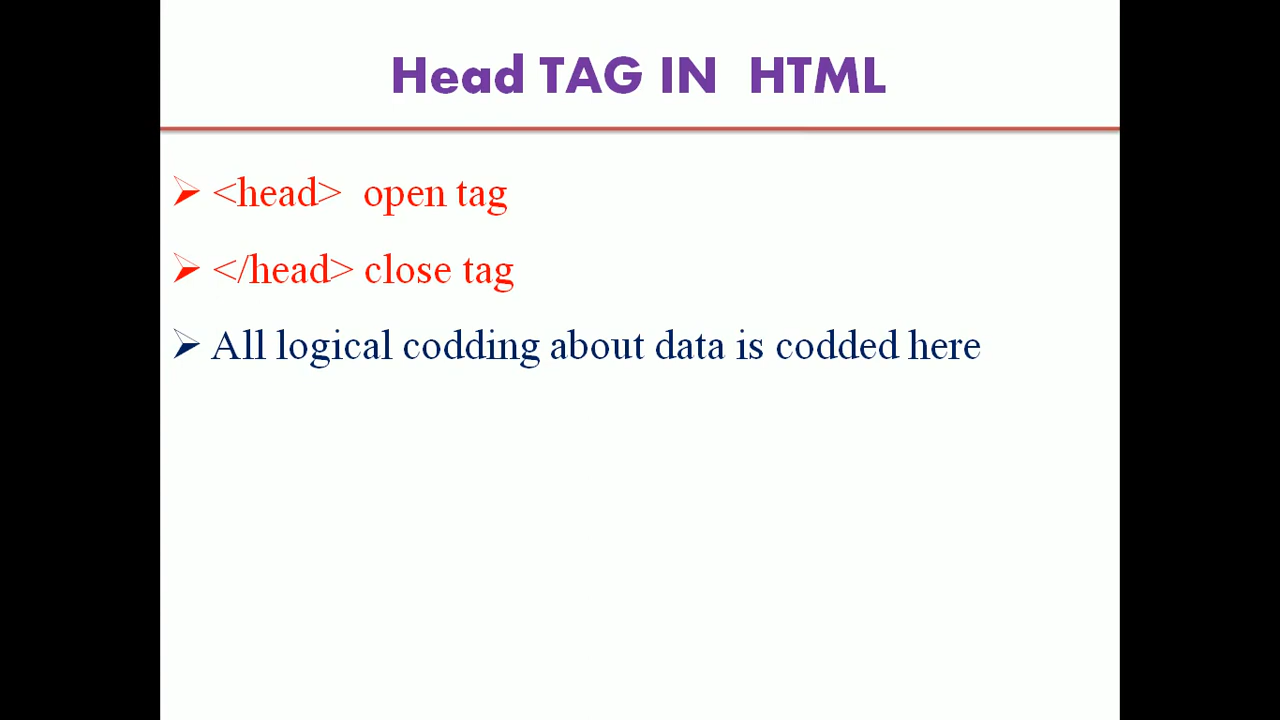 Head TAG IN HTML
<head> open tag
</head> close tag
All logical codding about data is codded here